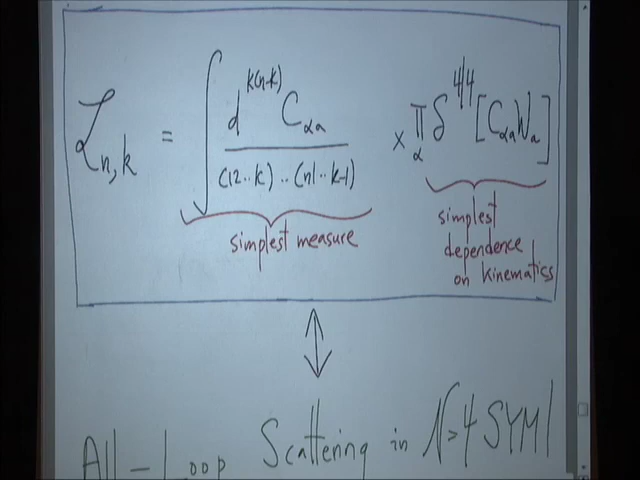 𝓛_{n,k} = ∫ d^{k(n-k)} C_{αa} / (12··k)··(n1··k-1) × ∏_α δ^{4|4} [C_{αa} W_a]
simplest measure
simplest
dependence
on kinematics
All-Loop Scattering in N=4 SYM!